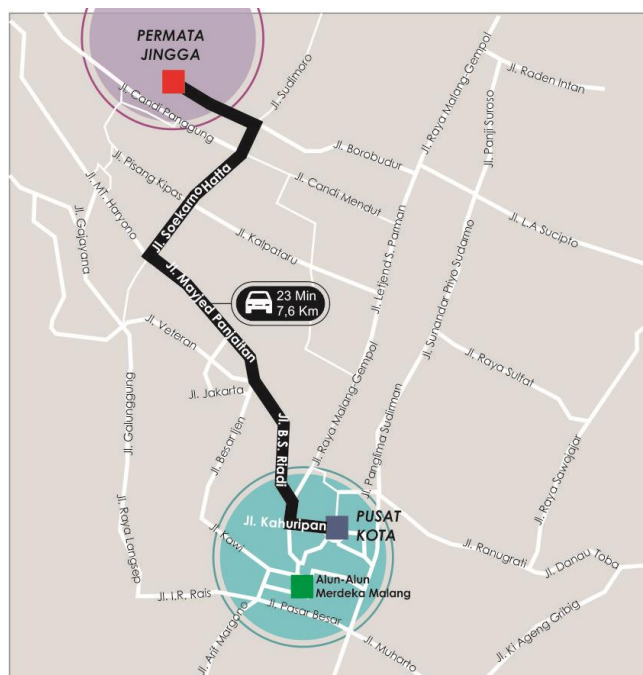 PERMATA
JINGGA
Jl. Sudimoro
Jl. Raya Malang-Gempol
Jl. Raden Intan
Jl. Panji Suroso
Jl. Candi Panggung
Jl. Borobudur
Jl. Pisang Kipas
Jl. Soekarno Hatta
Jl. Candi Mendut
Jl. MT. Haryono
Jl. Gajayana
Jl. L.A Sucipto
Jl. Kalpataru
Jl. Letjend S. Parman
Jl. Sunandar Priyo Sudarmo
Jl. Mayjed Panjaitan
23 Min
7,6 Km
Jl. Veteran
Jl. Raya Malang-Gempol
Jl. Raya Sulfat
Jl. Jakarta
Jl. Galunggung
Jl. Besar Ijen
Jl. B.S. Riadi
Jl. Panglima Sudirman
Jl. Raya Sawojajar
Jl. Raya Langsep
Jl. Kahuripan
PUSAT
KOTA
Jl. Kawi
Jl. Ranugrati
Jl. Danau Toba
Alun-Alun
Merdeka Malang
Jl. I.R. Rais
Jl. Pasar Besar
Jl. Arif Margono
Jl. Muharto
Jl. Ki Ageng Gribig